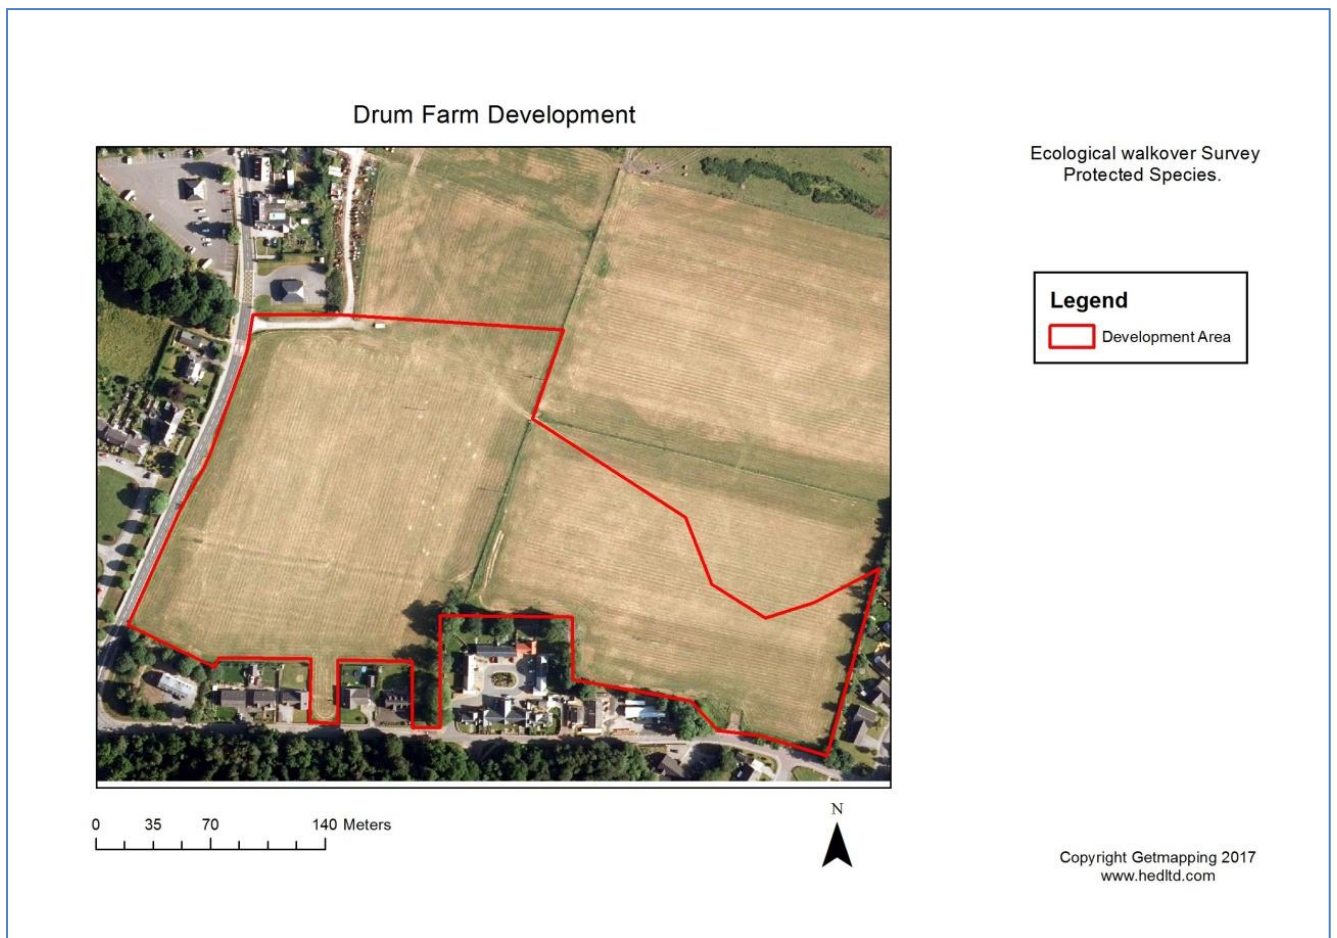 Drum Farm Development
Ecological walkover Survey
Protected Species.
Legend
Development Area
0 35 70 140 Meters
N
Copyright Getmapping 2017
www.hedltd.com